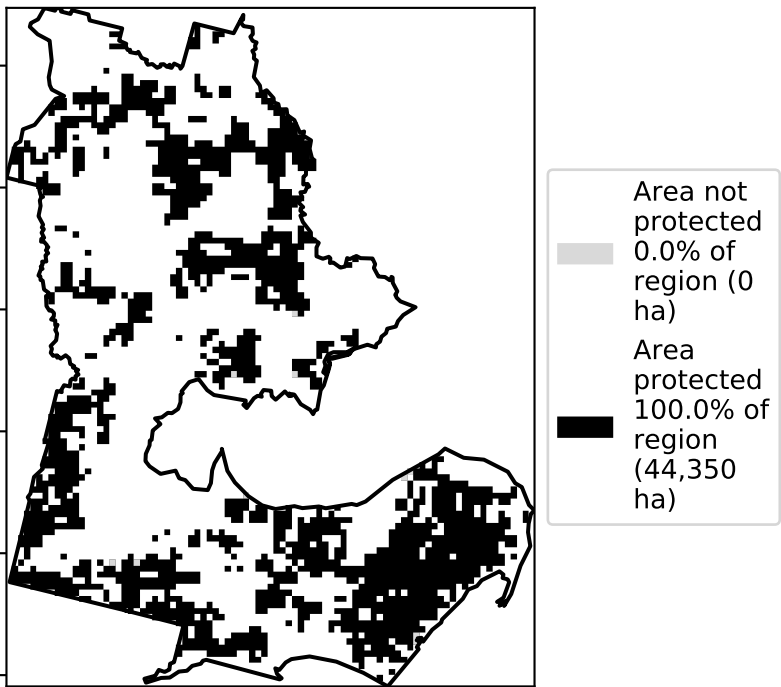 Area not
protected
0.0% of
region (0
ha)
Area
protected
100.0% of
region
(44,350
ha)